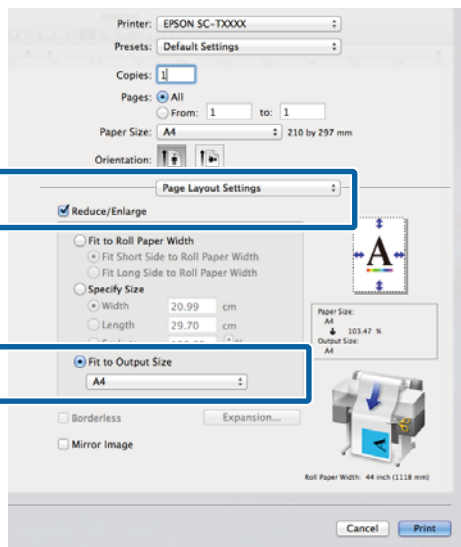 Printer: EPSON SC-TXXXX
Presets: Default Settings
Copies: 1
Pages: All
From: 1 to: 1
Paper Size: A4 210 by 297 mm
Orientation:
Page Layout Settings
Reduce/Enlarge
Fit to Roll Paper Width
Fit Short Side to Roll Paper Width
Fit Long Side to Roll Paper Width
Specify Size
Width 20.99 cm
Length 29.70 cm
Fit to Output Size
A4
Borderless Expansion...
Mirror Image
A
Paper Size:
A4
103.47 %
Output Size:
A4
Roll Paper Width: 44 inch (1118 mm)
Cancel Print